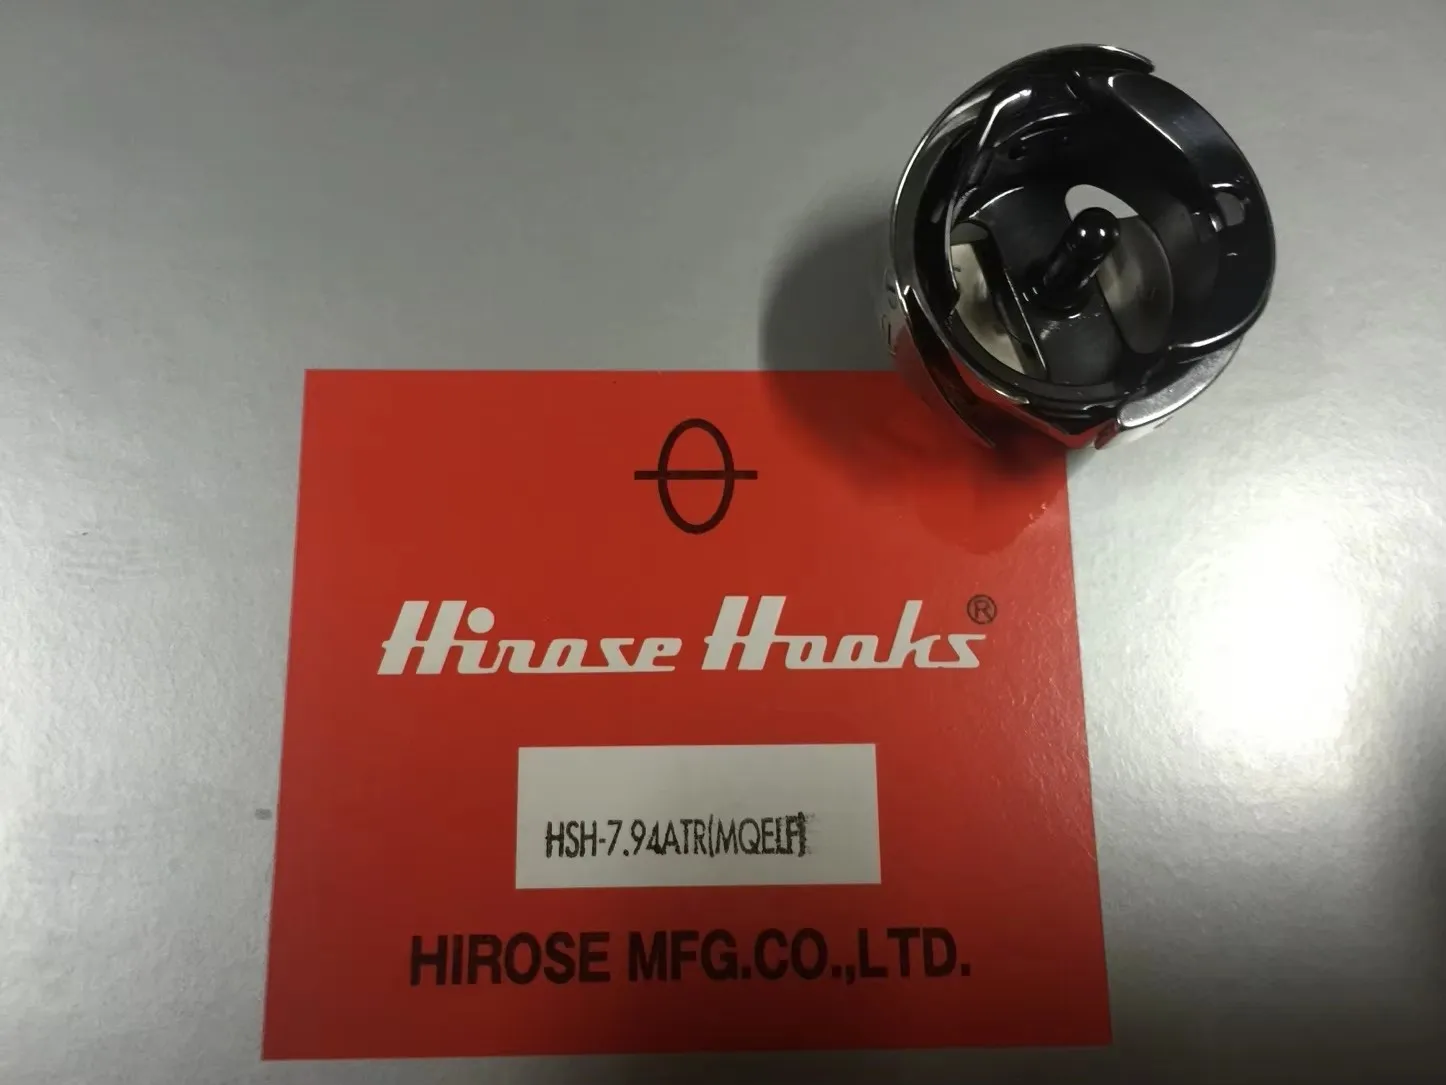 Hirose Hooks®
HSH-7.94ATR(MQELF)
HIROSE MFG.CO.,LTD.